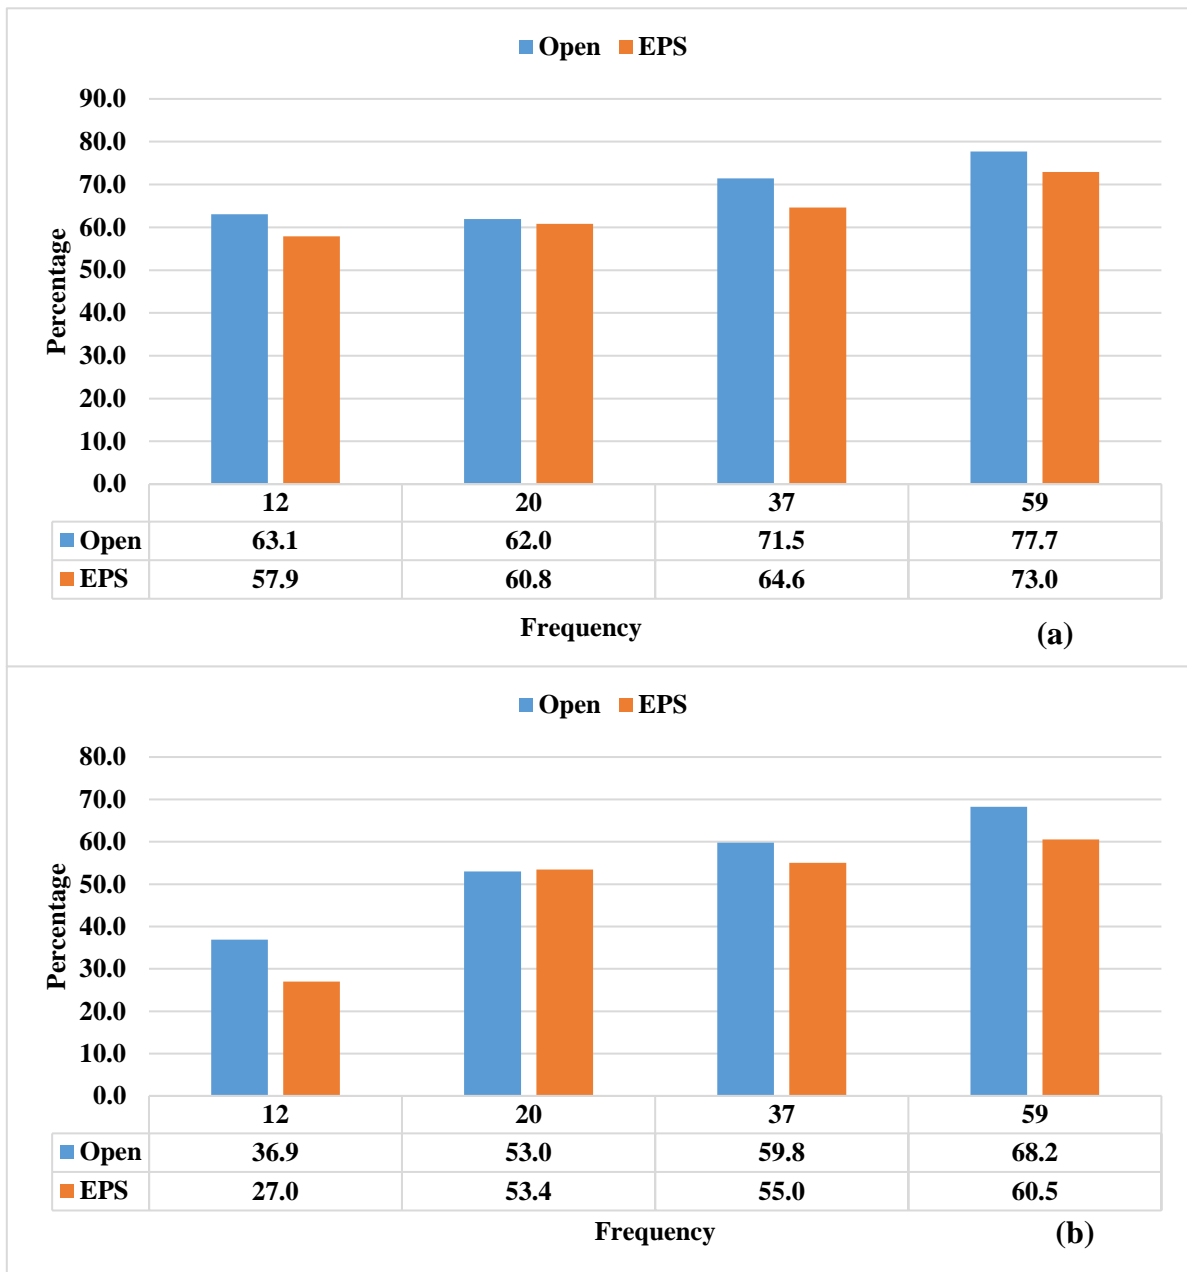 Open EPS
90.0
80.0
70.0
60.0
50.0
40.0
30.0
20.0
10.0
0.0
Percentage
12 20 37 59
Open 63.1 62.0 71.5 77.7
EPS 57.9 60.8 64.6 73.0
Frequency (a)
Open EPS
80.0
70.0
60.0
50.0
40.0
30.0
20.0
10.0
0.0
Percentage
12 20 37 59
Open 36.9 53.0 59.8 68.2
EPS 27.0 53.4 55.0 60.5
Frequency (b)